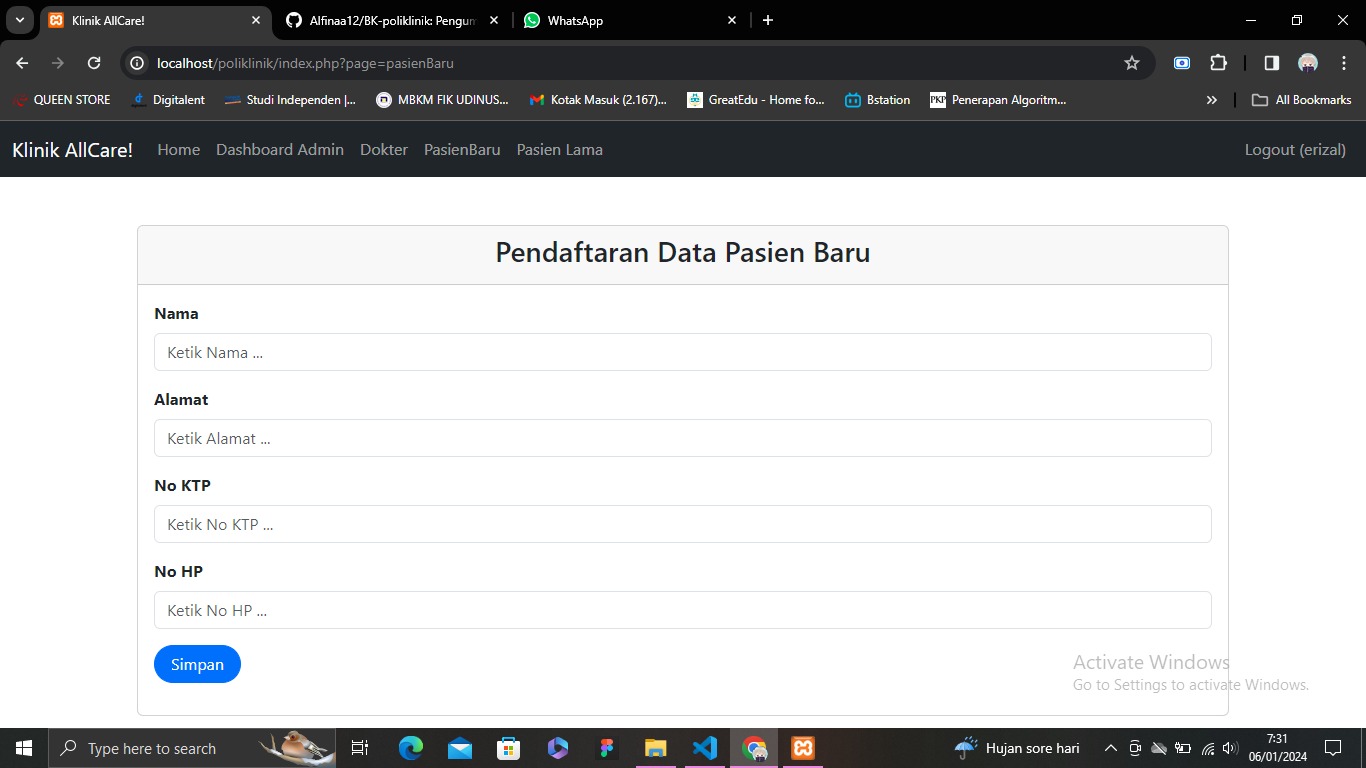 Klinik AllCare!
Alfinaa12/BK-poliklinik: Pengum
WhatsApp
localhost/poliklinik/index.php?page=pasienBaru
QUEEN STORE
Digitalent
Studi Independen |...
MBKM FIK UDINUS...
Kotak Masuk (2.167)...
GreatEdu - Home fo...
Bstation
PKP Penerapan Algoritm...
All Bookmarks
Klinik AllCare! Home Dashboard Admin Dokter PasienBaru Pasien Lama Logout (erizal)
Pendaftaran Data Pasien Baru
Nama
Ketik Nama ...
Alamat
Ketik Alamat ...
No KTP
Ketik No KTP ...
No HP
Ketik No HP ...
Simpan
Activate Windows
Go to Settings to activate Windows.
Type here to search
Hujan sore hari
7:31
06/01/2024